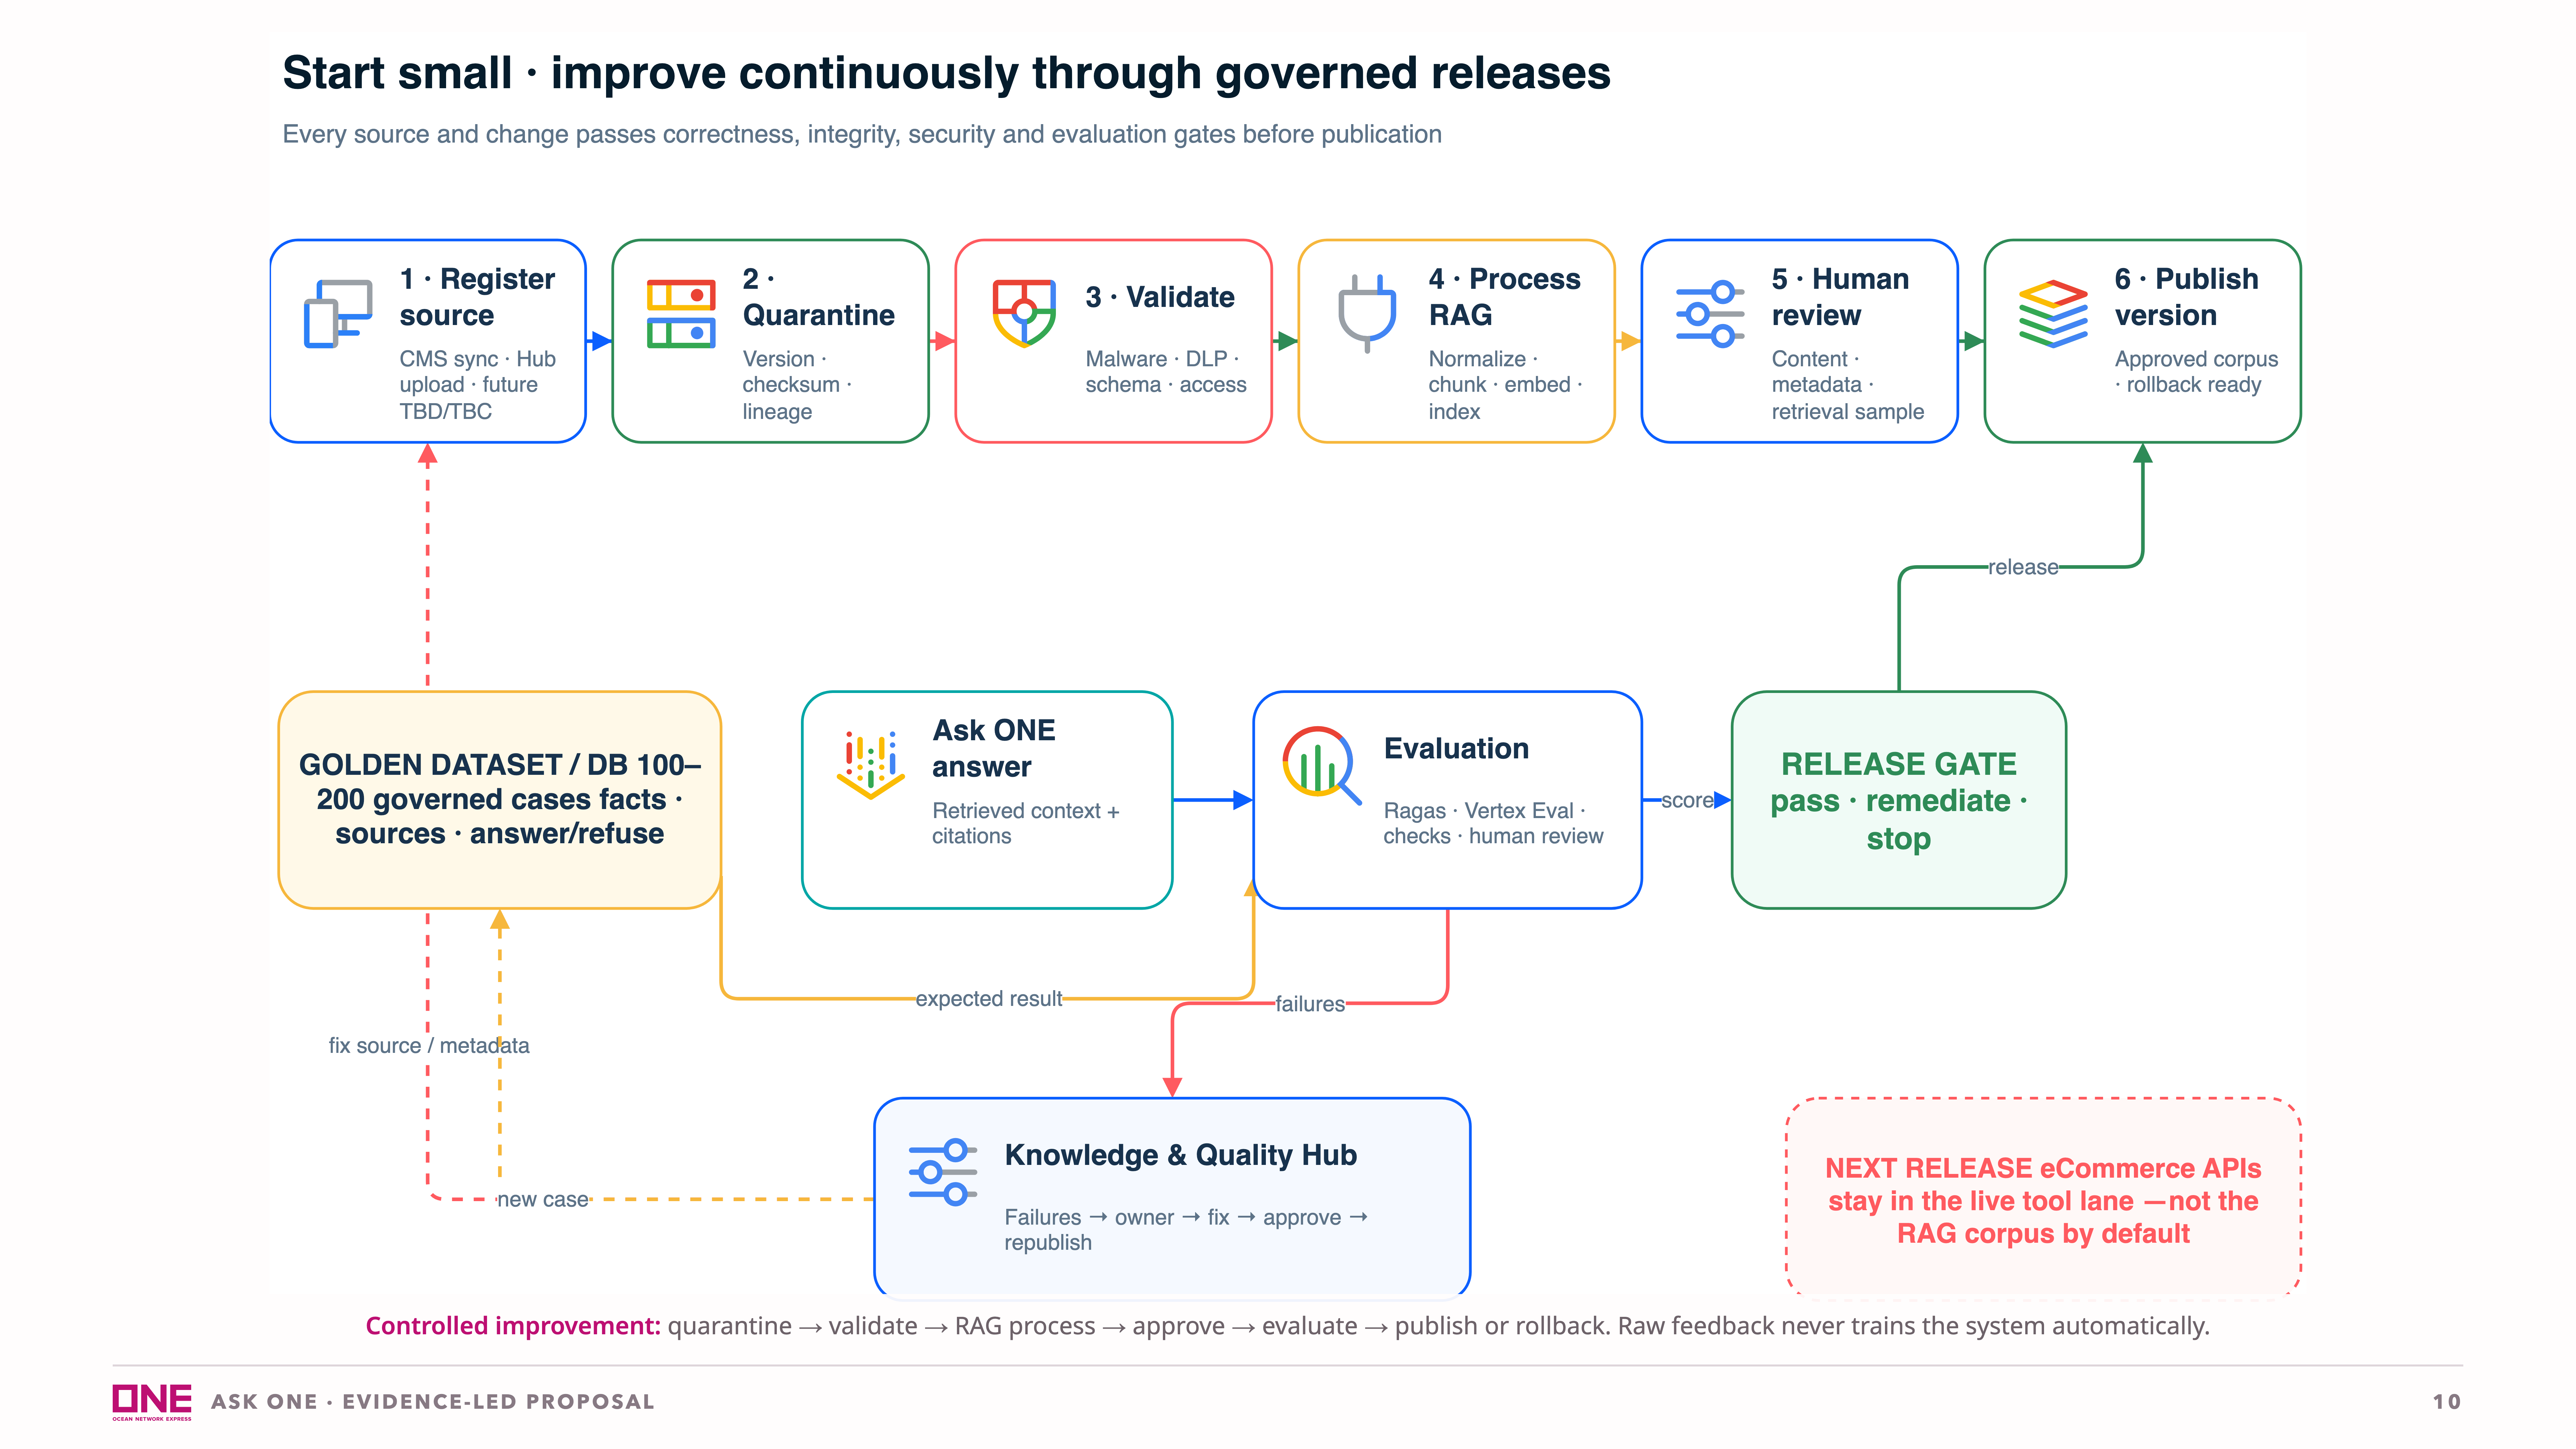 Start small · improve continuously through governed releases
Every source and change passes correctness, integrity, security and evaluation gates before publication
1 · Register
source
CMS sync · Hub
upload · future
TBD/TBC
2 ·
Quarantine
Version ·
checksum ·
lineage
3 · Validate
Malware · DLP ·
schema · access
4 · Process
RAG
Normalize ·
chunk · embed ·
index
5 · Human
review
Content ·
metadata ·
retrieval sample
6 · Publish
version
Approved corpus
· rollback ready
release
GOLDEN DATASET / DB 100–
200 governed cases facts ·
sources · answer/refuse
Ask ONE
answer
Retrieved context +
citations
Evaluation
Ragas · Vertex Eval ·
checks · human review
score
RELEASE GATE
pass · remediate ·
stop
expected result
failures
fix source / metadata
new case
Knowledge & Quality Hub
Failures → owner → fix → approve →
republish
NEXT RELEASE eCommerce APIs
stay in the live tool lane —not the
RAG corpus by default
Controlled improvement: quarantine → validate → RAG process → approve → evaluate → publish or rollback. Raw feedback never trains the system automatically.
ONE
OCEAN NETWORK EXPRESS
ASK ONE · EVIDENCE-LED PROPOSAL
10